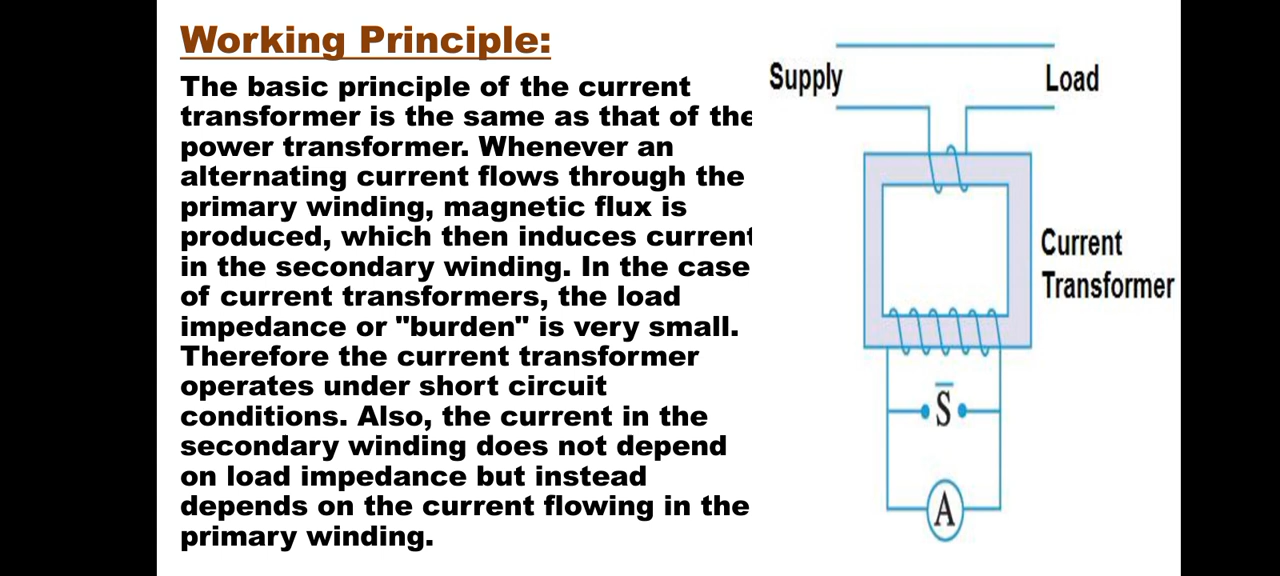 Working Principle:
The basic principle of the current
transformer is the same as that of the
power transformer. Whenever an
alternating current flows through the
primary winding, magnetic flux is
produced, which then induces current
in the secondary winding. In the case
of current transformers, the load
impedance or "burden" is very small.
Therefore the current transformer
operates under short circuit
conditions. Also, the current in the
secondary winding does not depend
on load impedance but instead
depends on the current flowing in the
primary winding.
Supply
Load
Current
Transformer
S
A